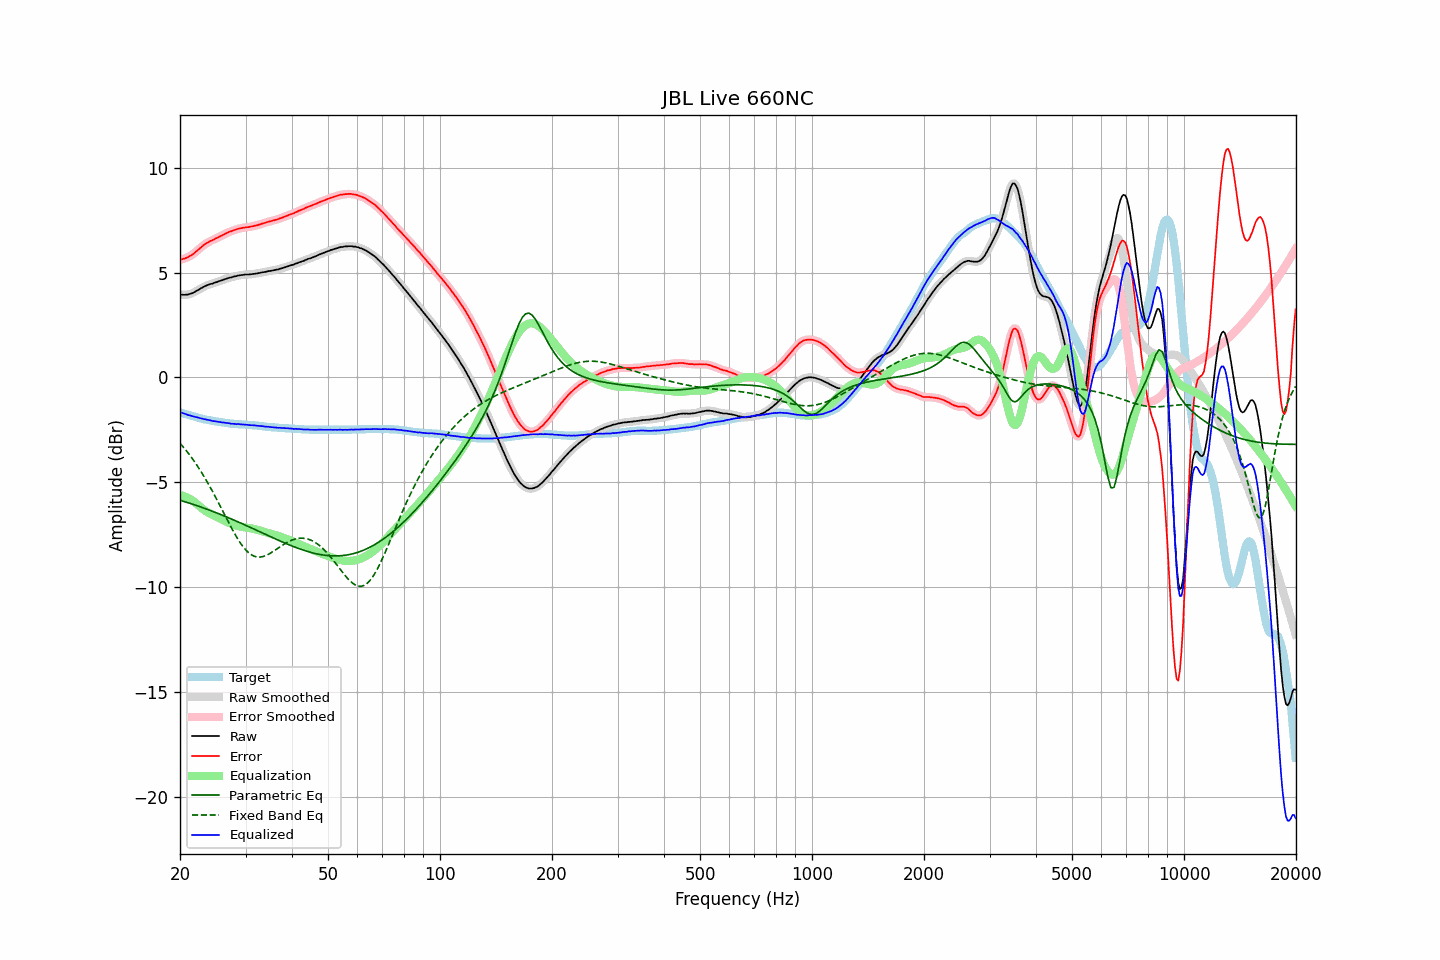 JBL Live 660NC
Amplitude (dBr)
10
5
0
−5
−10
−15
−20
Target
Raw Smoothed
Error Smoothed
Raw
Error
Equalization
Parametric Eq
Fixed Band Eq
Equalized
20 50 100 200 500 1000 2000 5000 10000 20000
Frequency (Hz)